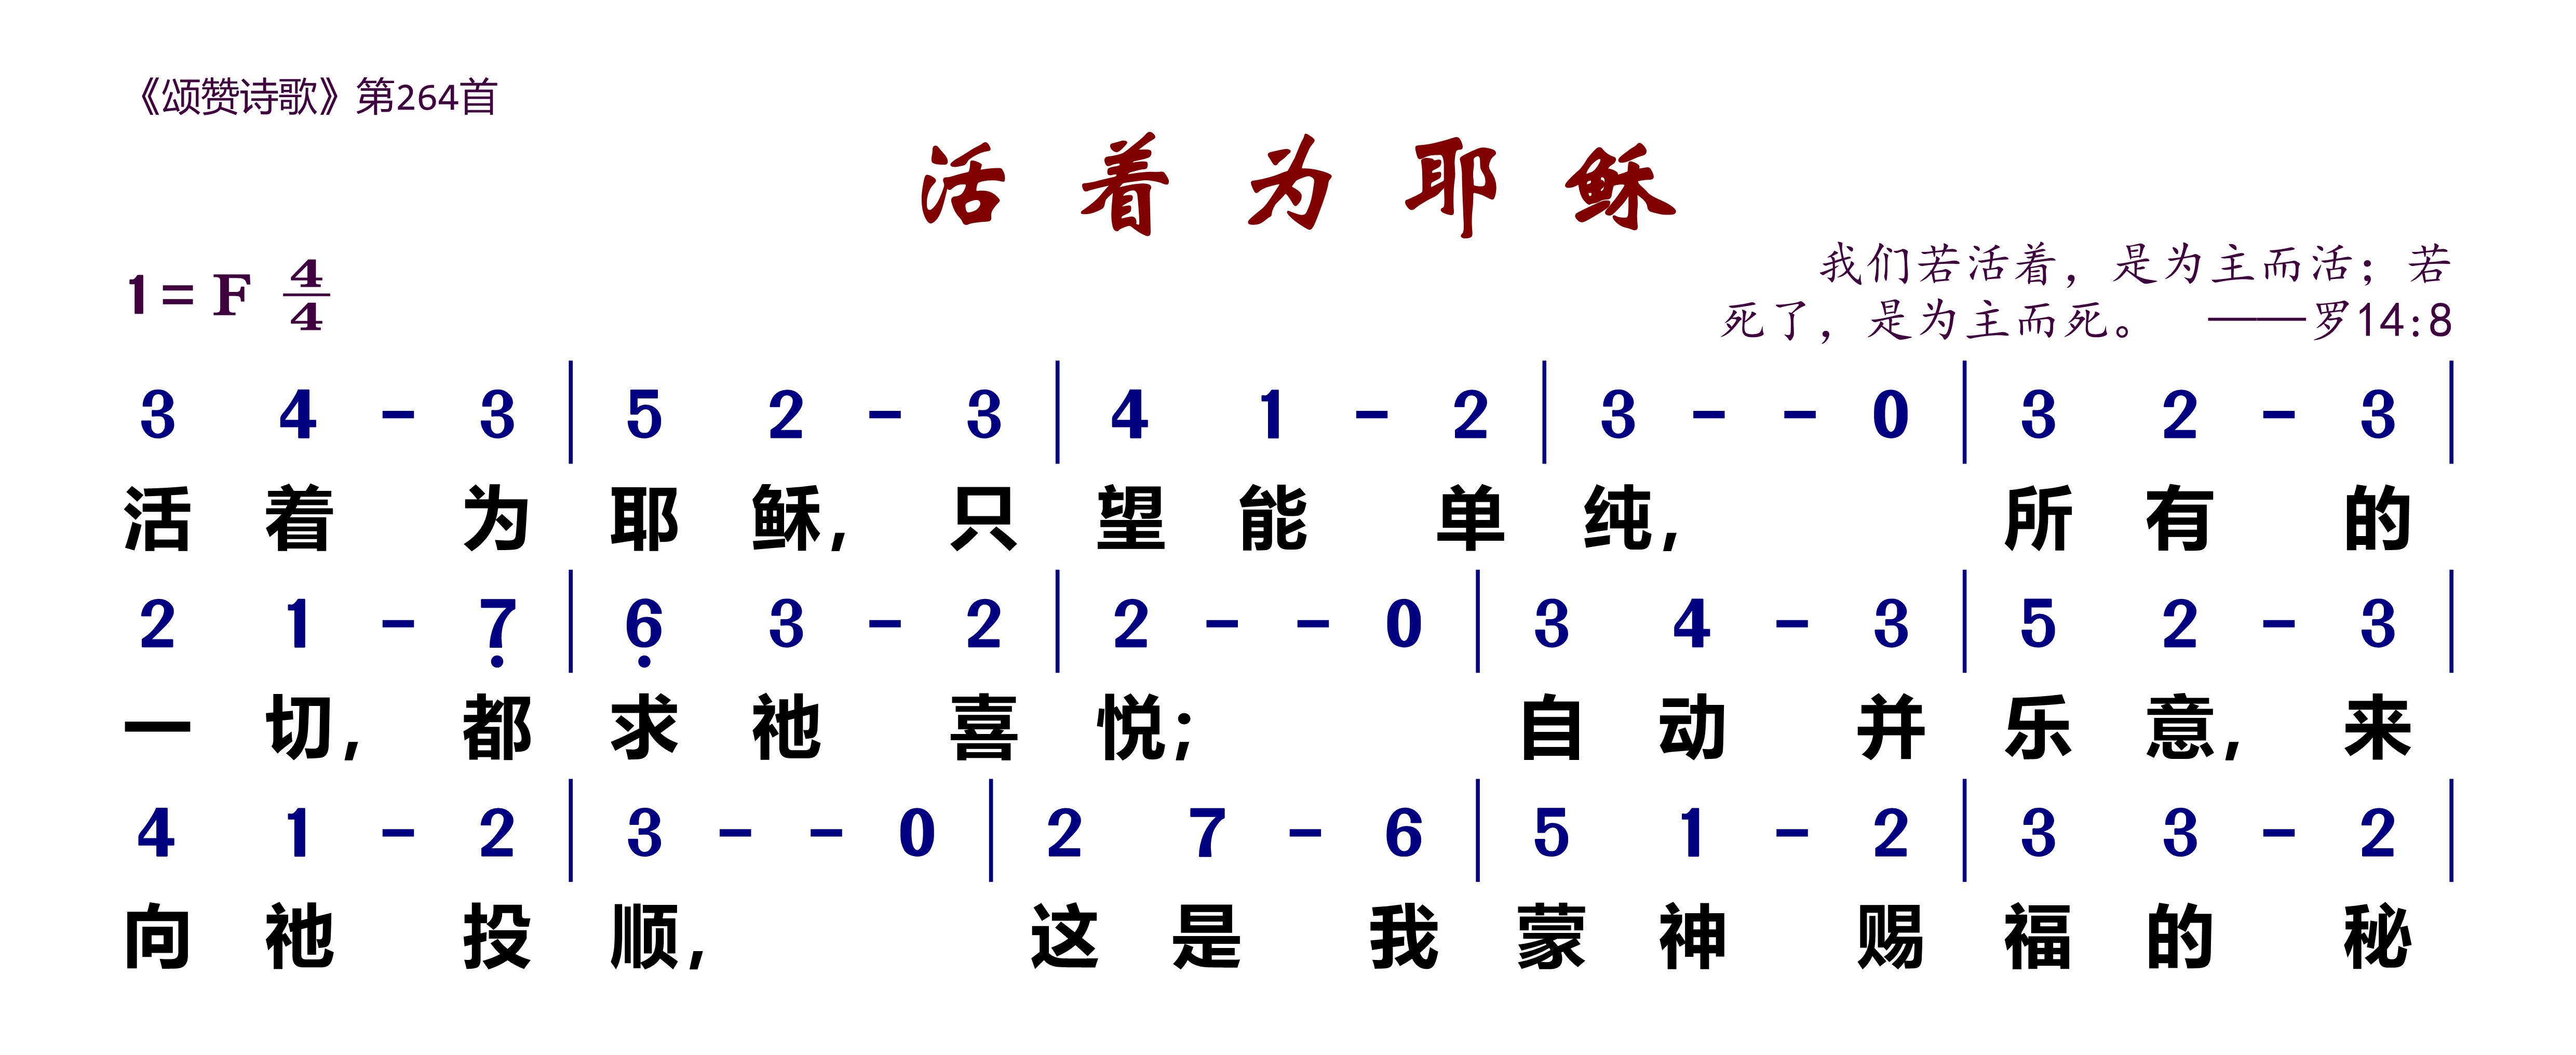 《颂赞诗歌》第264首
活着为耶稣
1= F 4/4
我们若活着，是为主而活；若
死了，是为主而死。 ——罗14:8
3 4 - 3 | 5 2 - 3 | 4 1 - 2 | 3 - - 0 | 3 2 - 3 |
活着为耶稣，只望能单纯，所有的
2 1 - 7̣ | 6̣ 3 - 2 | 2 - - 0 | 3 4 - 3 | 5 2 - 3 |
一切，都求祂喜悦；自动并乐意，来
4 1 - 2 | 3 - - 0 | 2 7 - 6 | 5 1 - 2 | 3 3 - 2 |
向祂投顺，这是我蒙神赐福的秘